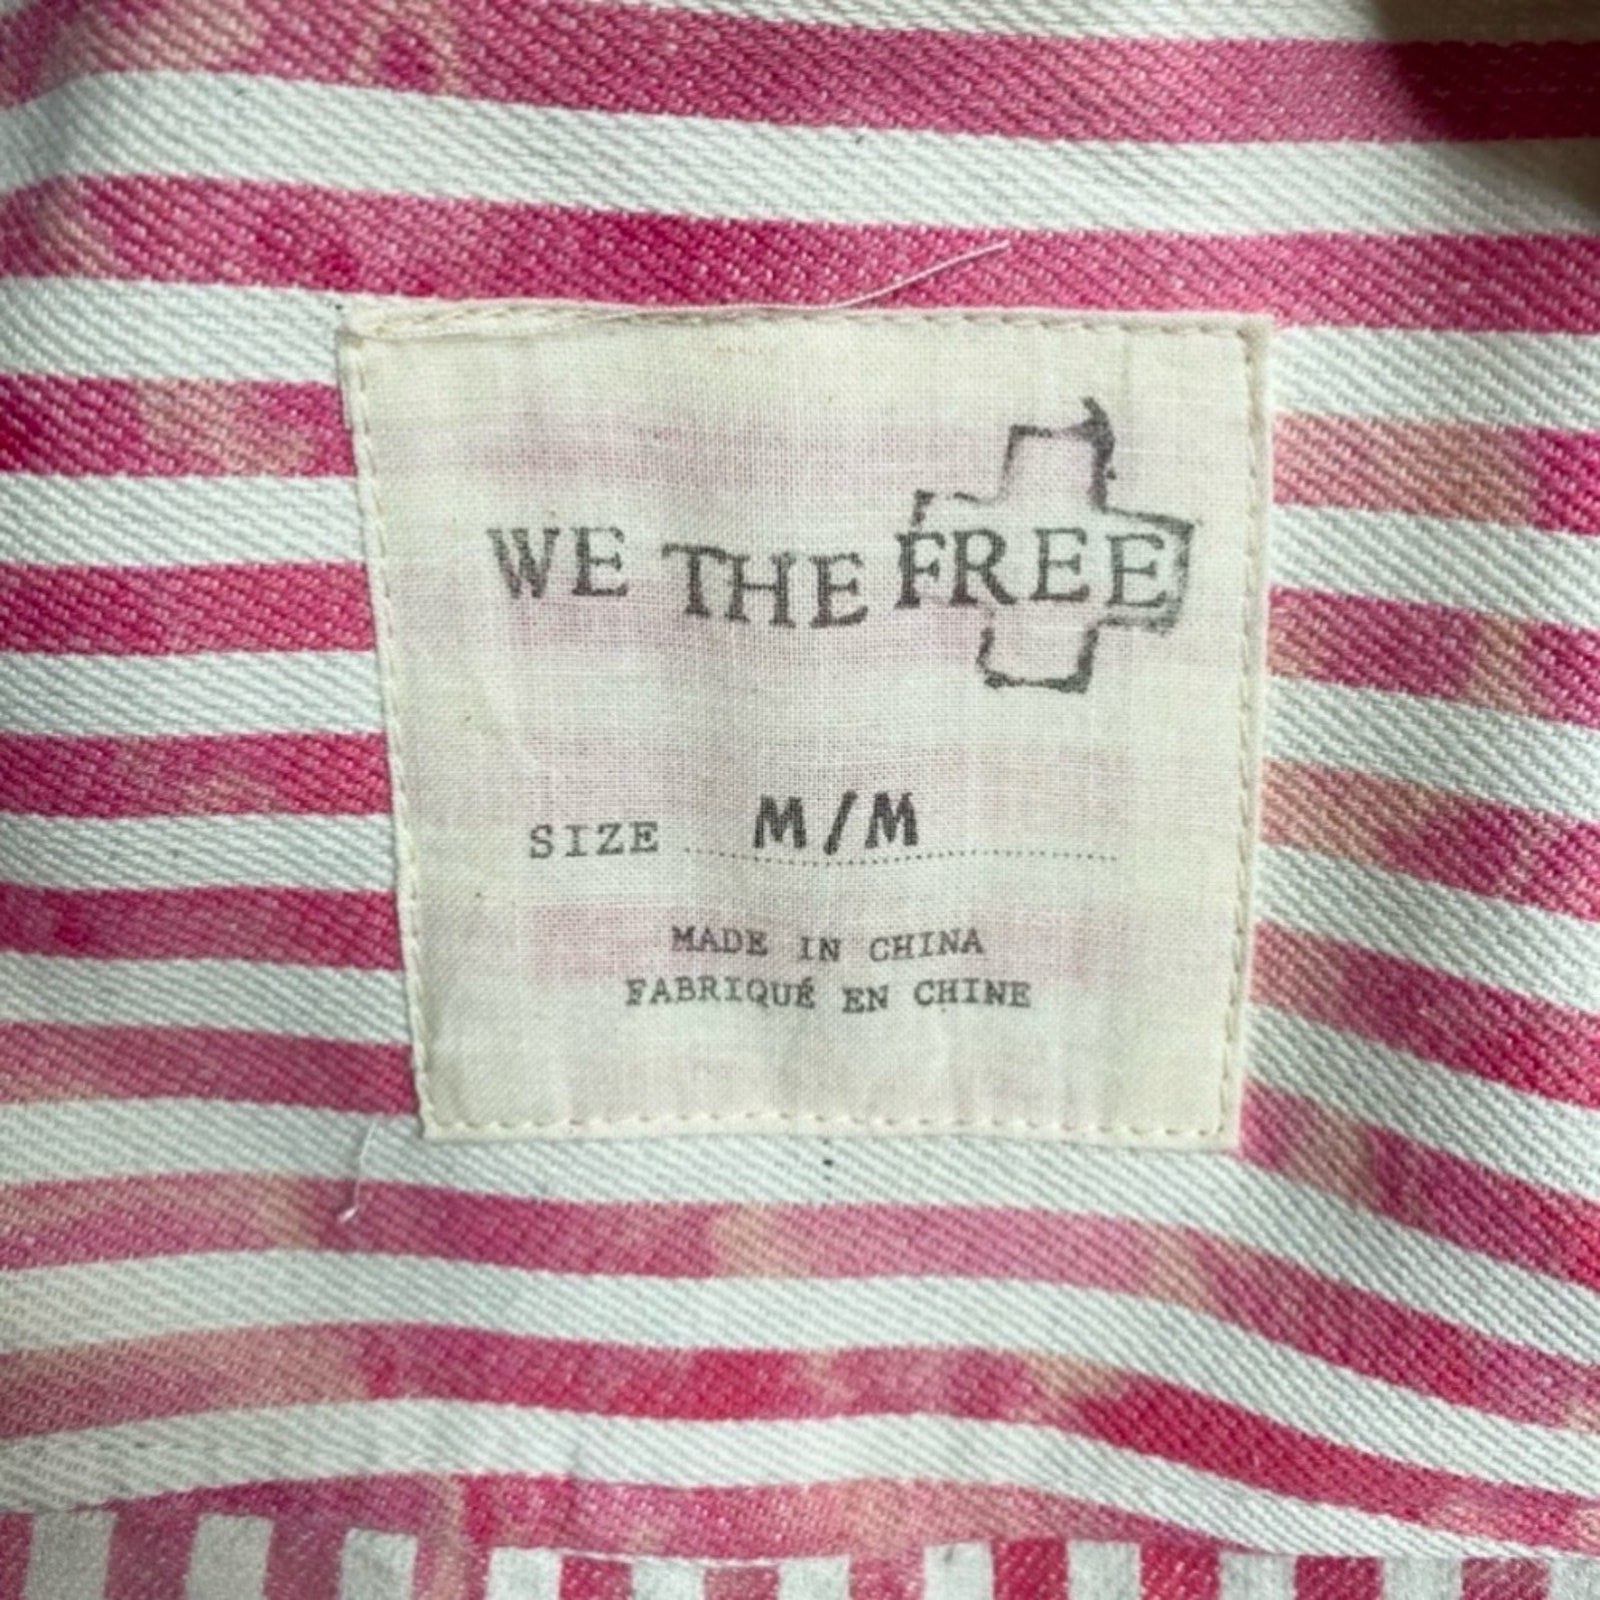 WE THE FREE
SIZE M/M
MADE IN CHINA
FABRIQUÉ EN CHINE